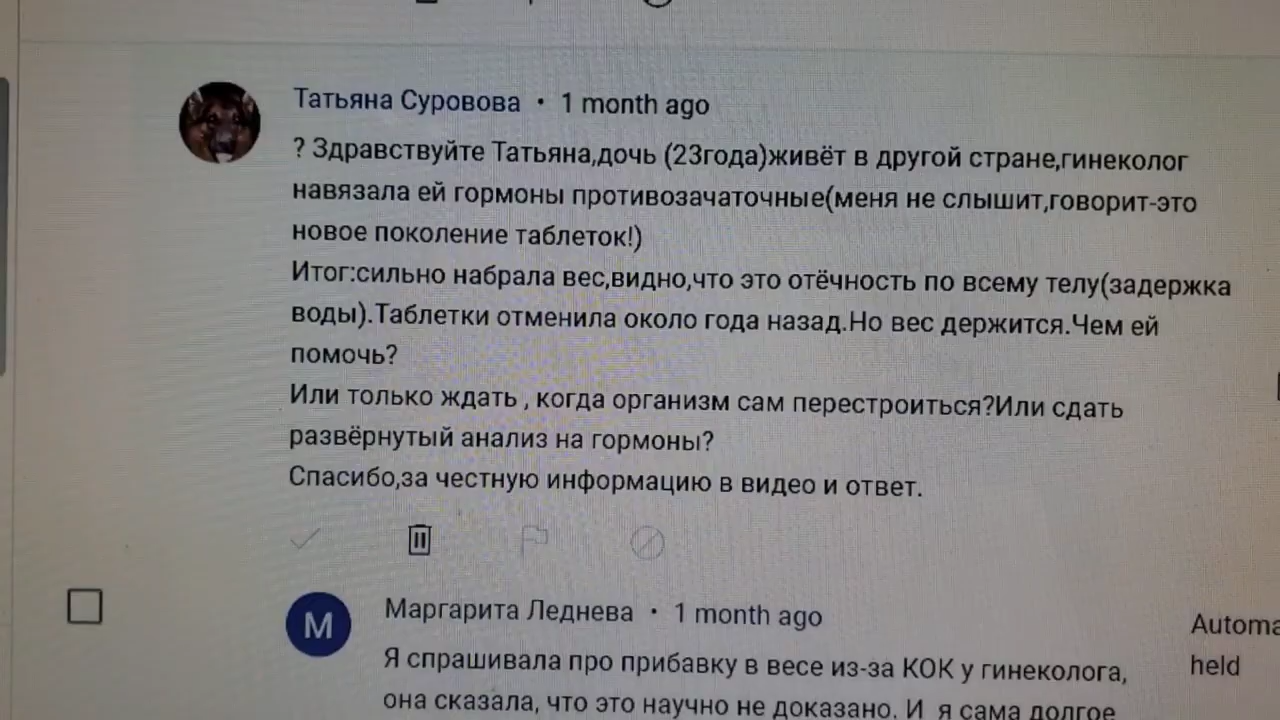 Татьяна Суровова • 1 month ago
? Здравствуйте Татьяна,дочь (23года)живёт в другой стране,гинеколог
навязала ей гормоны противозачаточные(меня не слышит,говорит-это
новое поколение таблеток!)
Итог:сильно набрала вес,видно,что это отёчность по всему телу(задержка
воды).Таблетки отменила около года назад.Но вес держится.Чем ей
помочь?
Или только ждать , когда организм сам перестроиться?Или сдать
развёрнутый анализ на гормоны?
Спасибо,за честную информацию в видео и ответ.
М
Маргарита Леднева • 1 month ago
Automa
held
Я спрашивала про прибавку в весе из-за КОК у гинеколога,
она сказала, что это научно не доказано. И я сама долгое